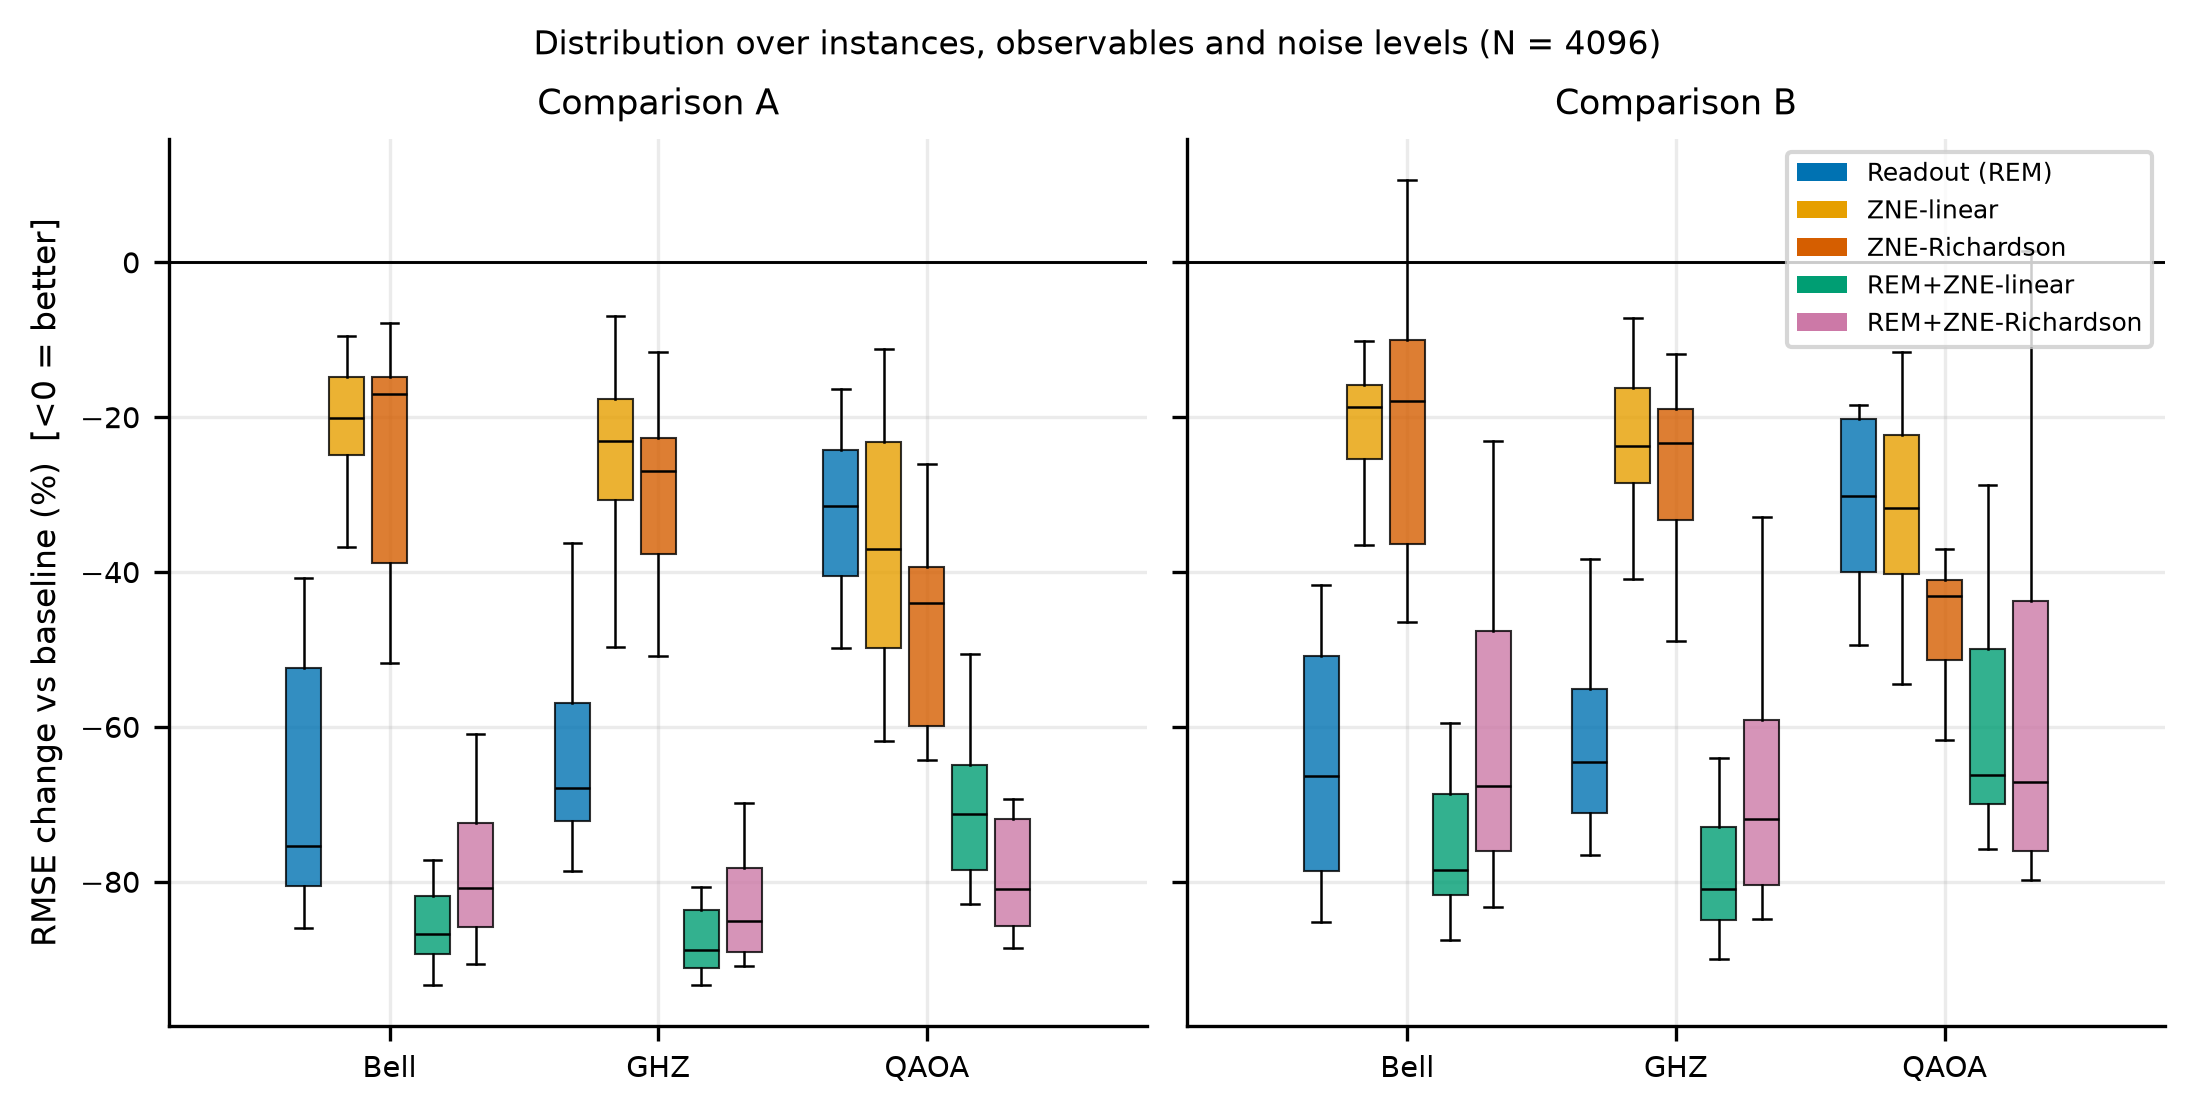 Distribution over instances, observables and noise levels (N = 4096)
Comparison A
Comparison B
RMSE change vs baseline (%)  [<0 = better]
0
−20
−40
−60
−80
Bell
GHZ
QAOA
Readout (REM)
ZNE-linear
ZNE-Richardson
REM+ZNE-linear
REM+ZNE-Richardson
Bell
GHZ
QAOA